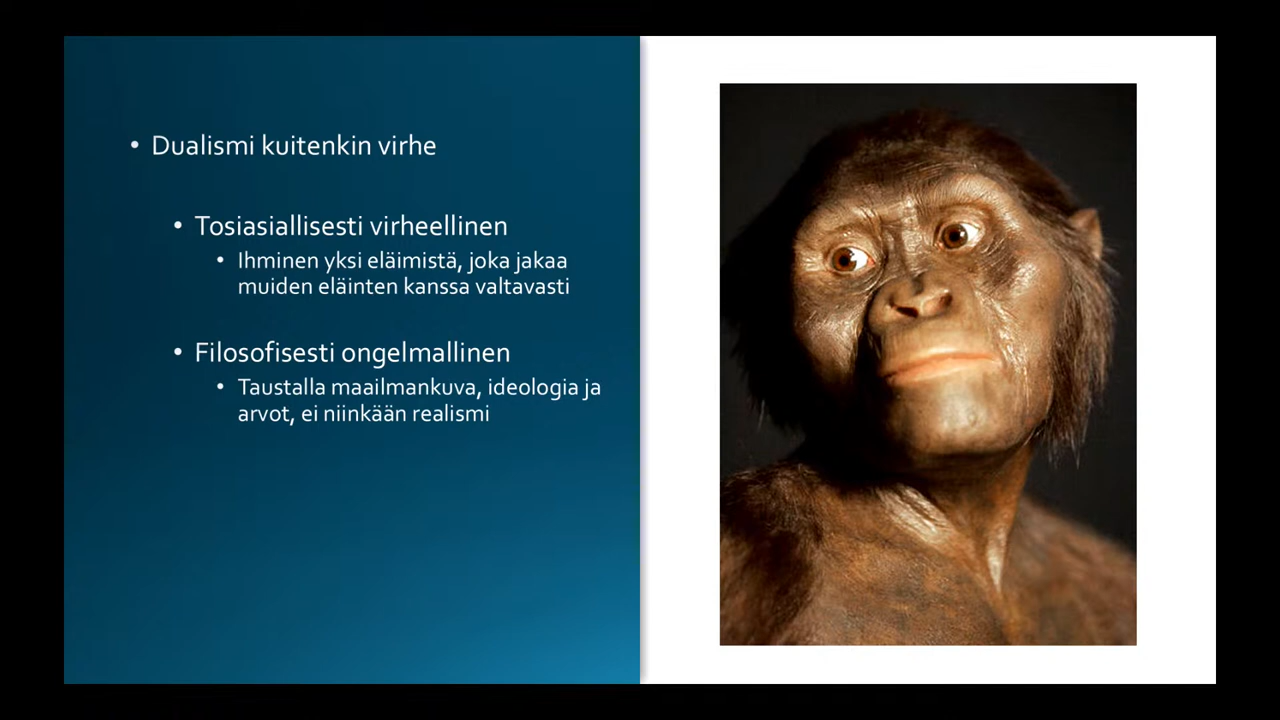 • Dualismi kuitenkin virhe
• Tosiasiallisesti virheellinen
• Ihminen yksi eläimistä, joka jakaa
muiden eläinten kanssa valtavasti
• Filosofisesti ongelmallinen
• Taustalla maailmankuva, ideologia ja
arvot, ei niinkään realismi